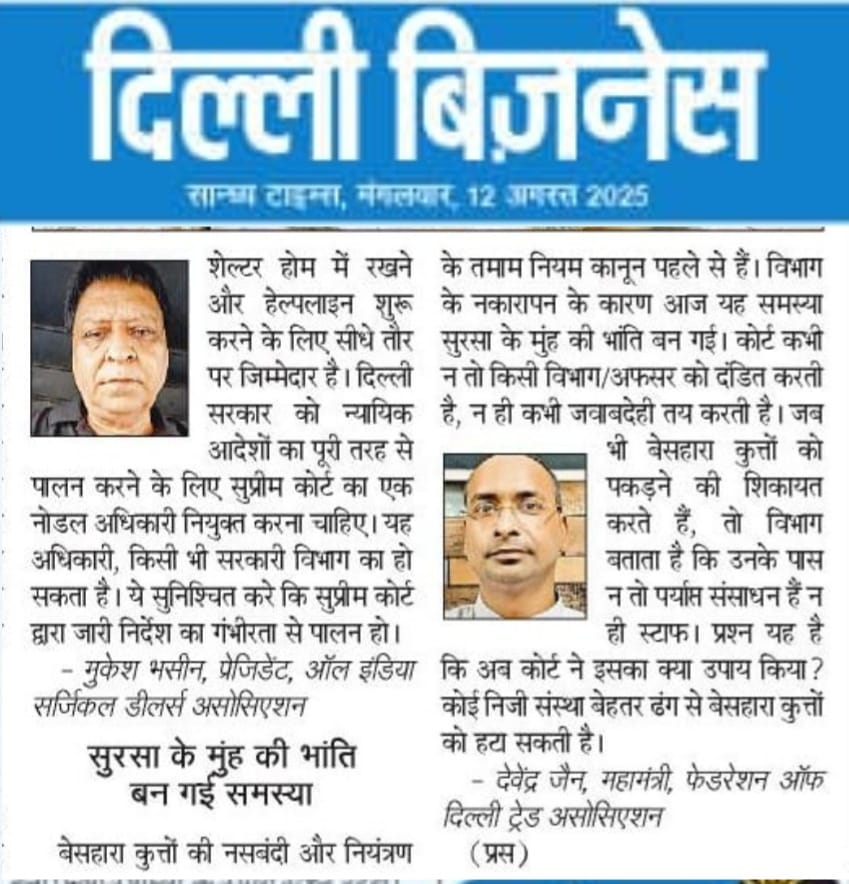 दिल्ली बिज़नेस
सान्ध्य टाइम्स, मंगलवार, 12 अगस्त 2025
शेल्टर होम में रखने
और हेल्पलाइन शुरू
करने के लिए सीधे तौर
पर जिम्मेदार है। दिल्ली
सरकार को न्यायिक
आदेशों का पूरी तरह से
पालन करने के लिए सुप्रीम कोर्ट का एक
नोडल अधिकारी नियुक्त करना चाहिए। यह
अधिकारी, किसी भी सरकारी विभाग का हो
सकता है। ये सुनिश्चित करे कि सुप्रीम कोर्ट
द्वारा जारी निर्देश का गंभीरता से पालन हो।
- मुकेश भसीन, प्रेजिडेंट, ऑल इंडिया
सर्जिकल डीलर्स असोसिएशन
सुरसा के मुंह की भांति
बन गई समस्या
बेसहारा कुत्तों की नसबंदी और नियंत्रण
के तमाम नियम कानून पहले से हैं। विभाग
के नकारापन के कारण आज यह समस्या
सुरसा के मुंह की भांति बन गई। कोर्ट कभी
न तो किसी विभाग/अफसर को दंडित करती
है, न ही कभी जवाबदेही तय करती है। जब
भी बेसहारा कुत्तों को
पकड़ने की शिकायत
करते हैं, तो विभाग
बताता है कि उनके पास
न तो पर्याप्त संसाधन हैं न
ही स्टाफ। प्रश्न यह है
कि अब कोर्ट ने इसका क्या उपाय किया?
कोई निजी संस्था बेहतर ढंग से बेसहारा कुत्तों
को हटा सकती है।
- देवेंद्र जैन, महामंत्री, फेडरेशन ऑफ
दिल्ली ट्रेड असोसिएशन
(प्रस)